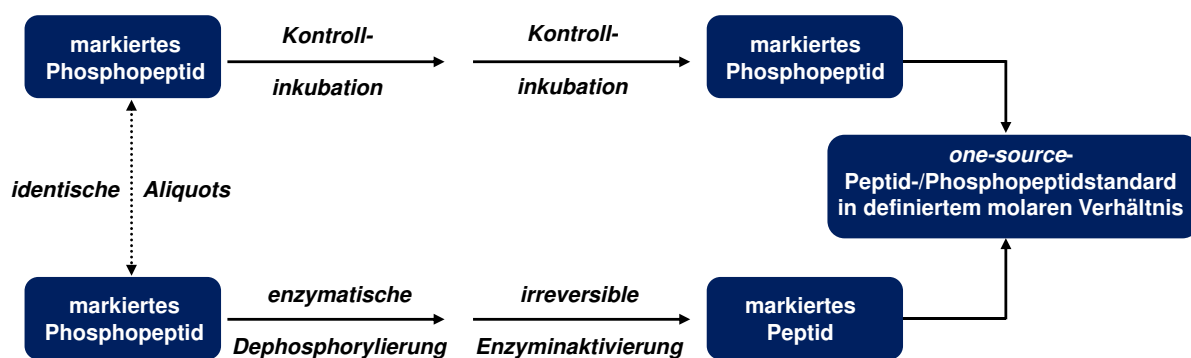 markiertes
Phosphopeptid
Kontroll-
inkubation
Kontroll-
inkubation
markiertes
Phosphopeptid
identische Aliquots
one-source-
Peptid-/Phosphopeptidstandard
in definiertem molaren Verhältnis
markiertes
Phosphopeptid
enzymatische
Dephosphorylierung
irreversible
Enzyminaktivierung
markiertes
Peptid